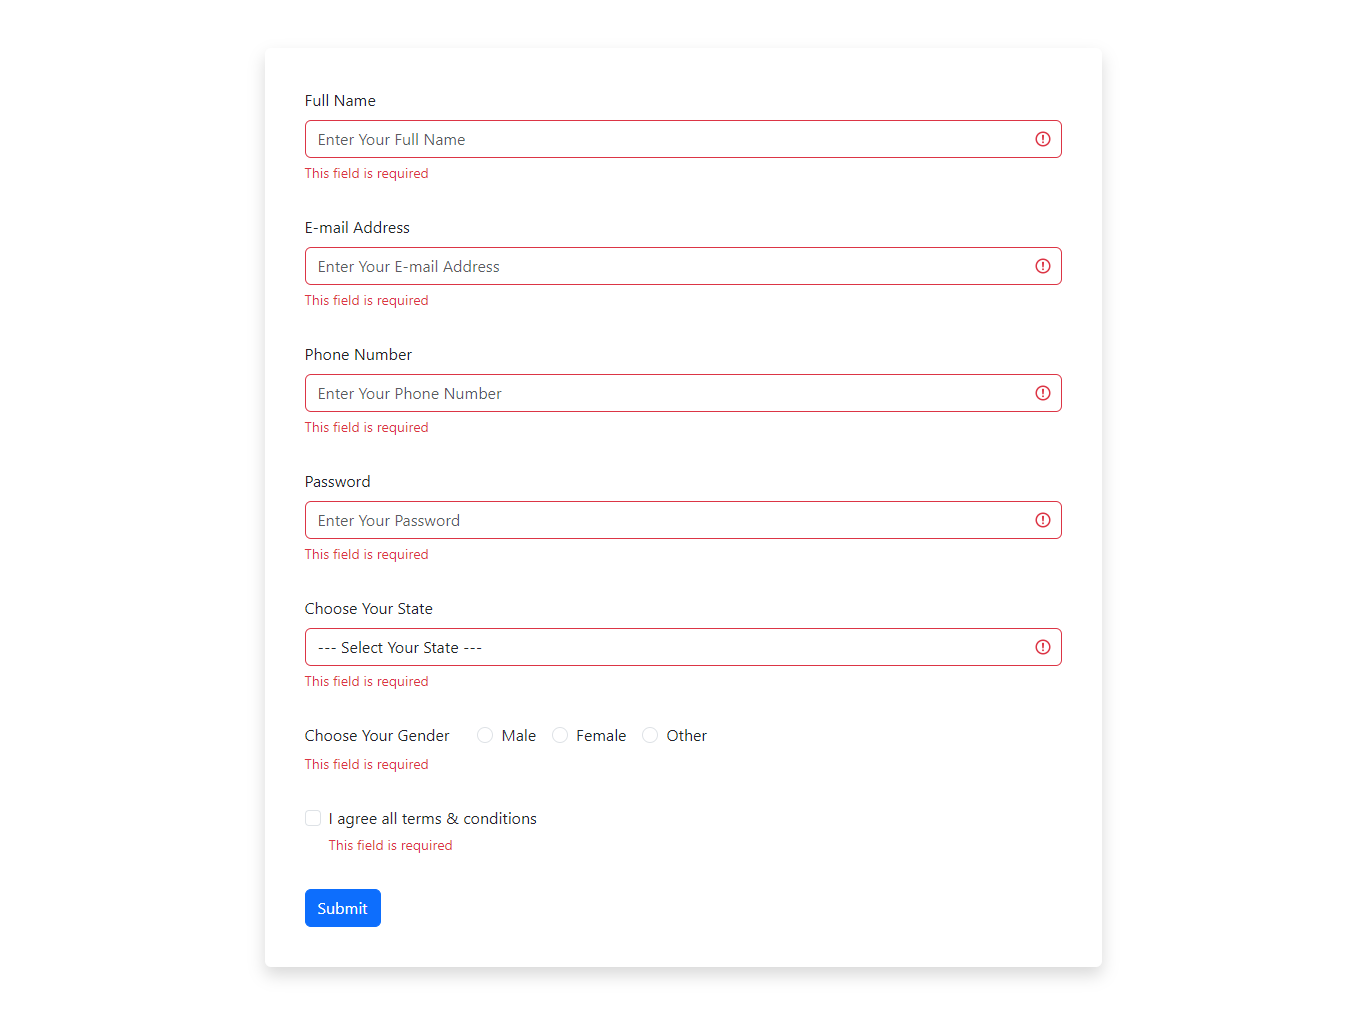 Full Name
Enter Your Full Name
This field is required
E-mail Address
Enter Your E-mail Address
This field is required
Phone Number
Enter Your Phone Number
This field is required
Password
Enter Your Password
This field is required
Choose Your State
--- Select Your State ---
This field is required
Choose Your Gender Male Female Other
This field is required
I agree all terms & conditions
This field is required
Submit